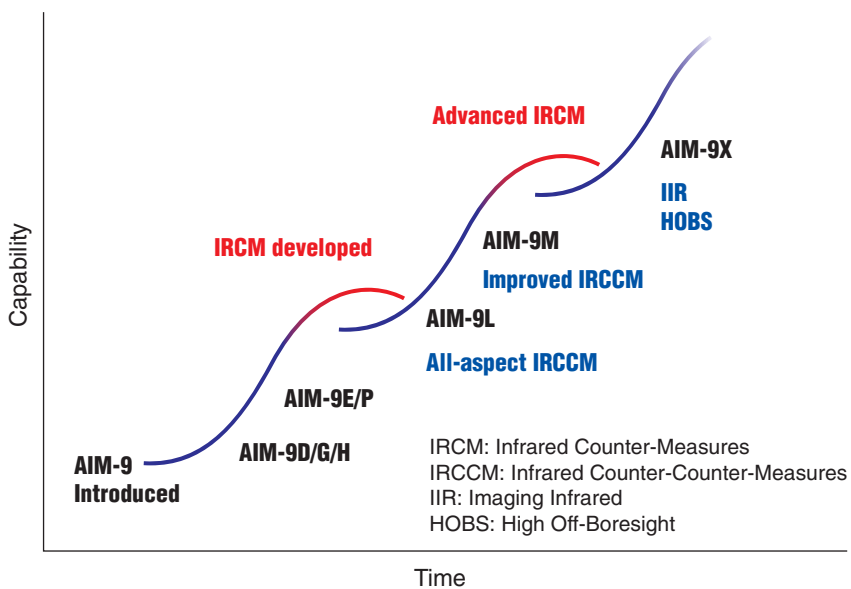 Advanced IRCM
AIM-9X
IIR
HOBS
IRCM developed
AIM-9M
Improved IRCCM
Capability
AIM-9L
All-aspect IRCCM
AIM-9E/P
AIM-9D/G/H
AIM-9
Introduced
IRCM: Infrared Counter-Measures
IRCCM: Infrared Counter-Counter-Measures
IIR: Imaging Infrared
HOBS: High Off-Boresight
Time